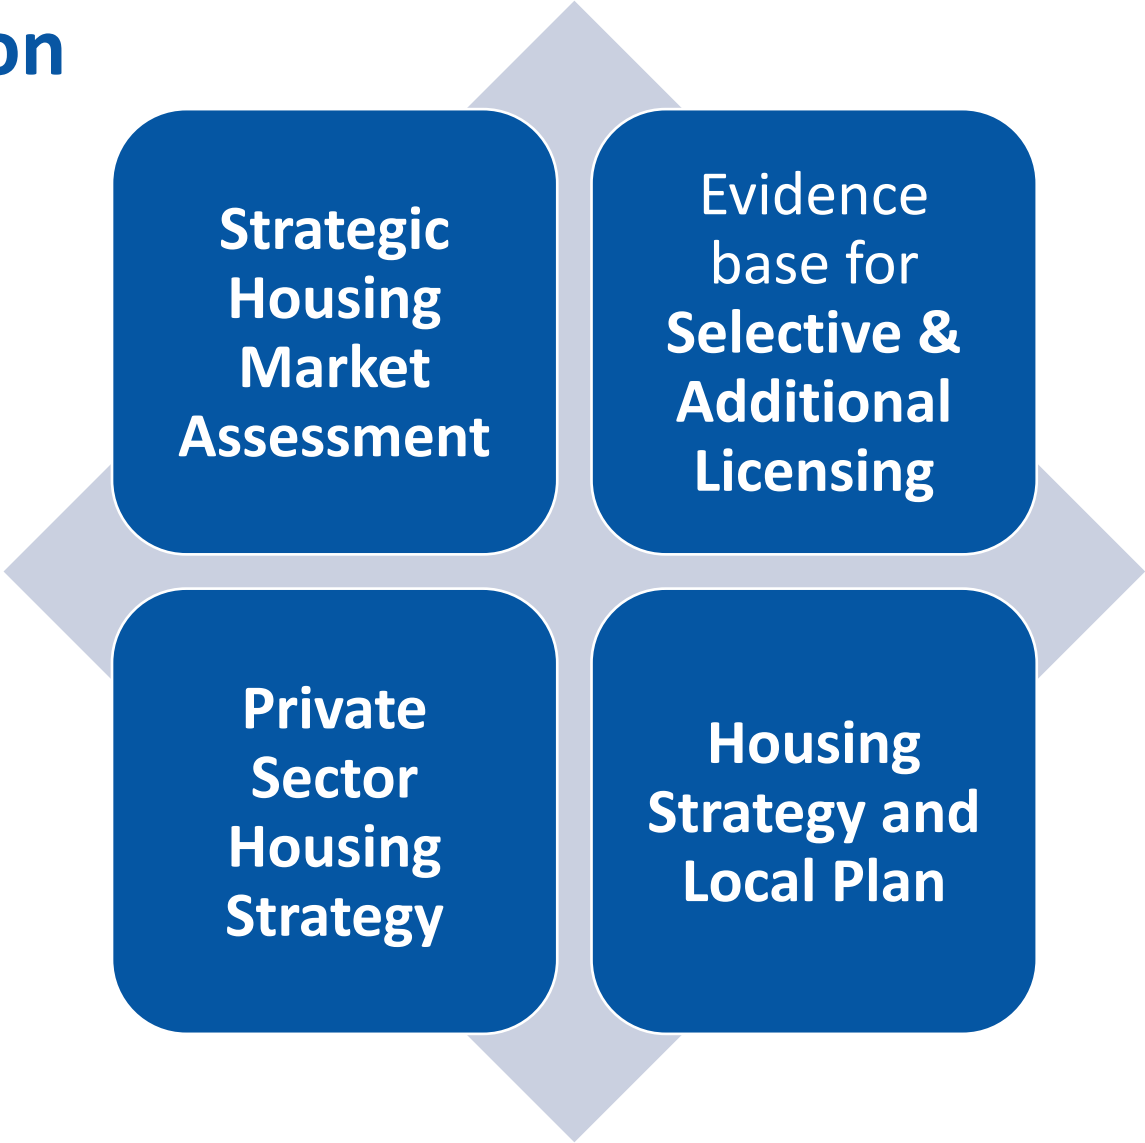 on
Strategic
Housing
Market
Assessment
Evidence
base for
Selective &
Additional
Licensing
Private
Sector
Housing
Strategy
Housing
Strategy and
Local Plan